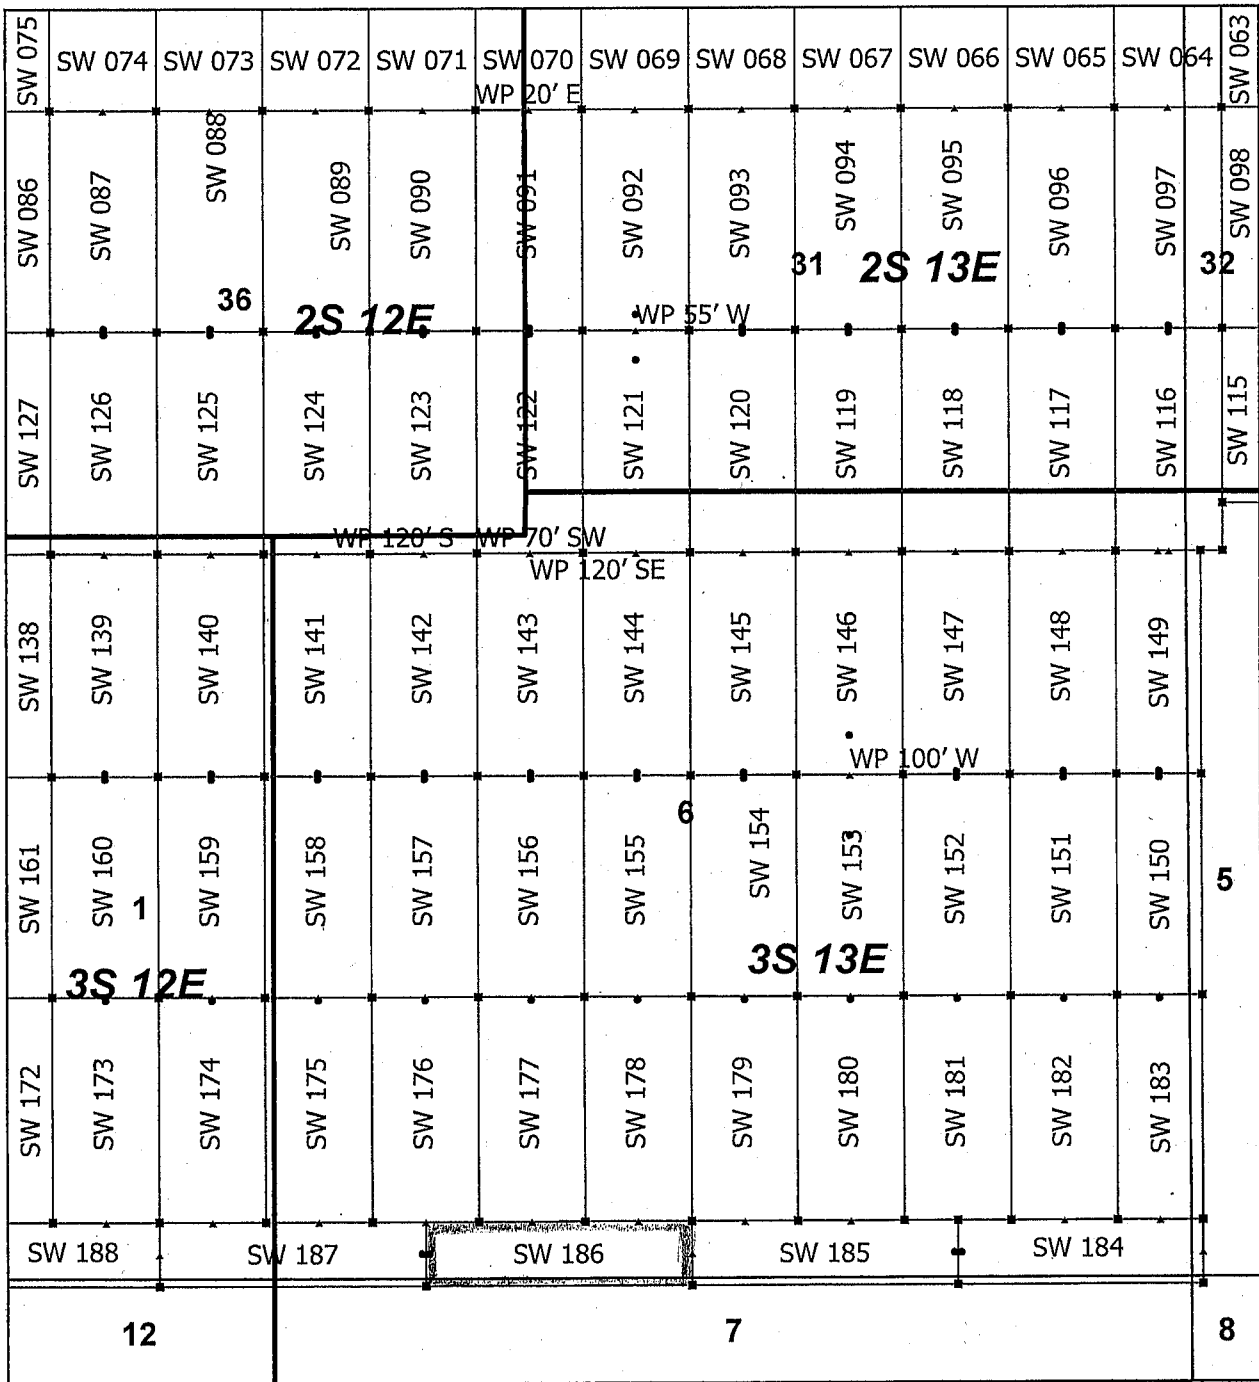 SW 075 SW 074 SW 073 SW 072 SW 071 SW 070 SW 069 SW 068 SW 067 SW 066 SW 065 SW 064 SW 063
WP 20' E
SW 086 SW 087 SW 088 SW 089 SW 090 SW 091 SW 092 SW 093 SW 094 SW 095 SW 096 SW 097 SW 098
31 2S 13E 32
36 2S 12E
WP 55' W
SW 127 SW 126 SW 125 SW 124 SW 123 SW 122 SW 121 SW 120 SW 119 SW 118 SW 117 SW 116 SW 115
WP 120' S WP 70' SW
WP 120' SE
SW 138 SW 139 SW 140 SW 141 SW 142 SW 143 SW 144 SW 145 SW 146 SW 147 SW 148 SW 149
WP 100' W
6
SW 161 SW 160 SW 159 SW 158 SW 157 SW 156 SW 155 SW 154 SW 153 SW 152 SW 151 SW 150
1 5
3S 12E 3S 13E
SW 172 SW 173 SW 174 SW 175 SW 176 SW 177 SW 178 SW 179 SW 180 SW 181 SW 182 SW 183
SW 188 SW 187 SW 186 SW 185 SW 184
12 7 8